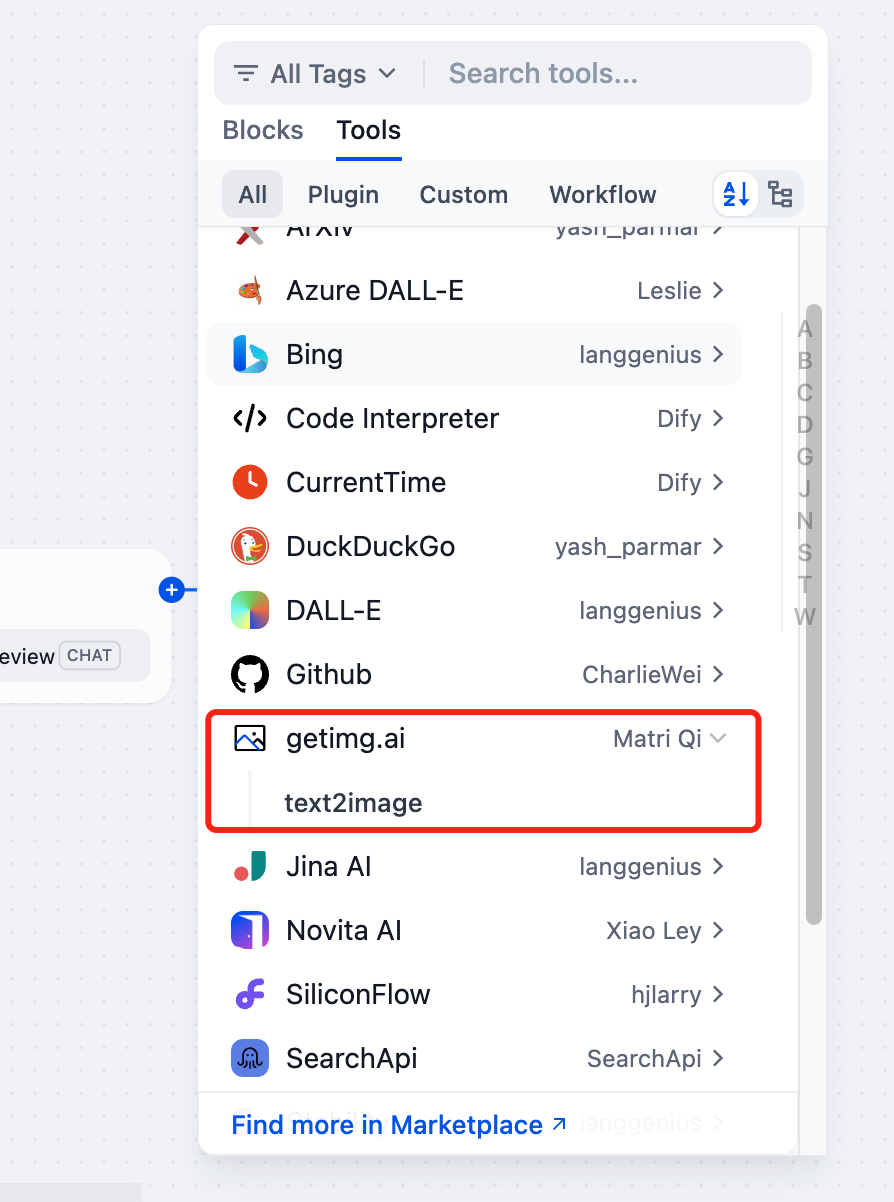 All Tags Search tools...
Blocks Tools
All Plugin Custom Workflow
ArXiv yash_parmar
Azure DALL-E Leslie
Bing langgenius
Code Interpreter Dify
CurrentTime Dify
DuckDuckGo yash_parmar
DALL-E langgenius
Github CharlieWei
getimg.ai Matri Qi
text2image
Jina AI langgenius
Novita AI Xiao Ley
SiliconFlow hjlarry
SearchApi SearchApi
Stability langgenius
Find more in Marketplace
A
Z
A
B
C
D
G
J
N
S
T
W
eview CHAT